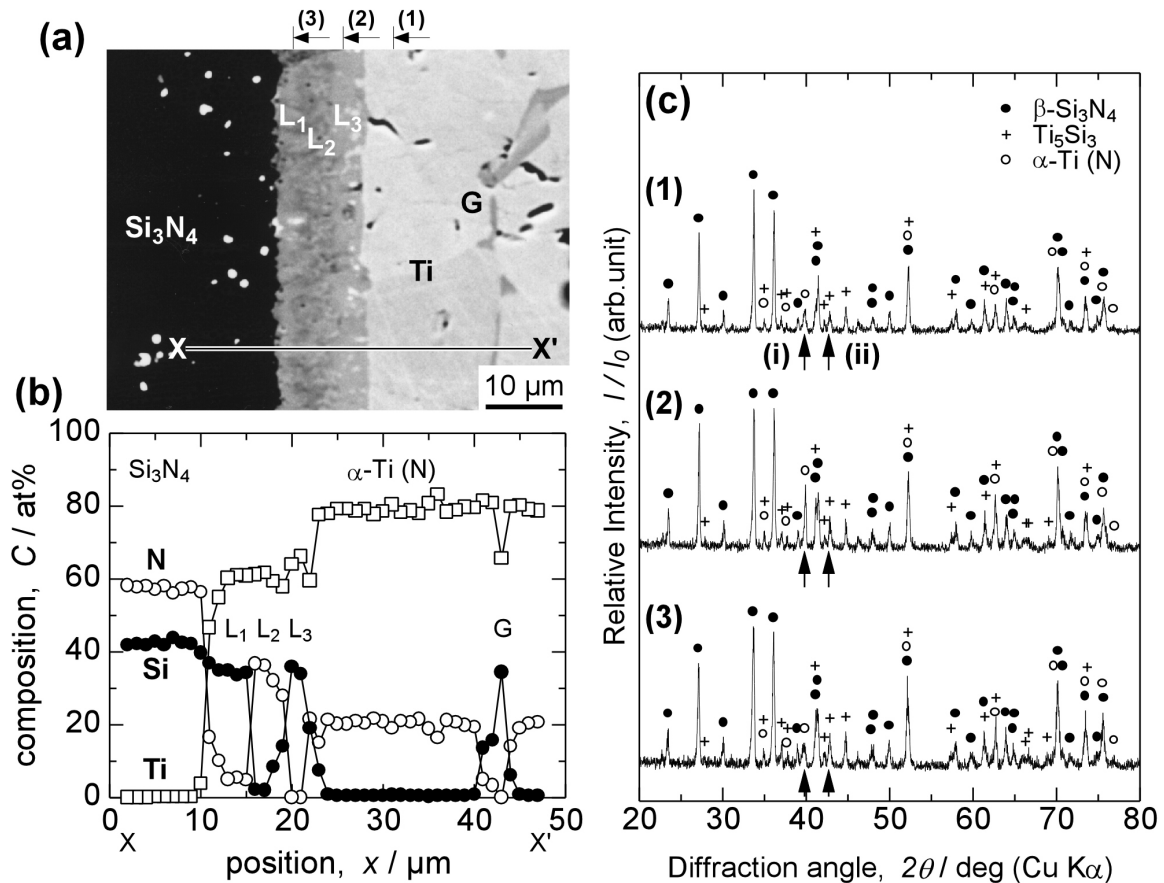 (a)
(3) (2) (1)
L1
L2
L3
G
Si3N4
Ti
X X'
10 μm
(b)
100
80
60
40
20
0
composition, C / at%
Si3N4
α-Ti (N)
N
Si
Ti
L1 L2 L3 G
0 10 20 30 40 50
X X'
position, x / μm
(c)
● β-Si3N4
+ Ti5Si3
○ α-Ti (N)
(1)
(i) (ii)
(2)
(3)
Relative Intensity, I / I0 (arb.unit)
20 30 40 50 60 70 80
Diffraction angle, 2θ / deg (Cu Kα)